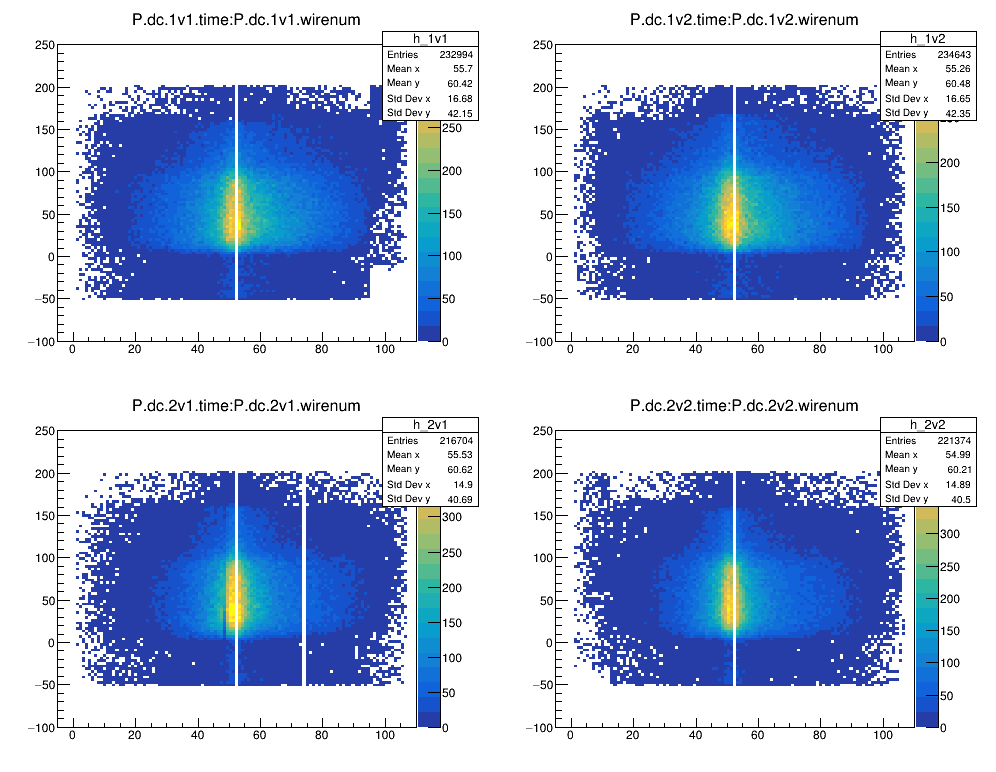 P.dc.1v1.time:P.dc.1v1.wirenum
h_1v1
Entries 232994
Mean x 55.7
Mean y 60.42
Std Dev x 16.68
Std Dev y 42.15
250
200
150
100
50
0
−50
−100
0 20 40 60 80 100
250
200
150
100
50
0
P.dc.1v2.time:P.dc.1v2.wirenum
h_1v2
Entries 234643
Mean x 55.26
Mean y 60.48
Std Dev x 16.65
Std Dev y 42.35
250
200
150
100
50
0
−50
−100
0 20 40 60 80 100
200
150
100
50
0
P.dc.2v1.time:P.dc.2v1.wirenum
h_2v1
Entries 216704
Mean x 55.53
Mean y 60.62
Std Dev x 14.9
Std Dev y 40.69
250
200
150
100
50
0
−50
−100
0 20 40 60 80 100
300
250
200
150
100
50
0
P.dc.2v2.time:P.dc.2v2.wirenum
h_2v2
Entries 221374
Mean x 54.99
Mean y 60.21
Std Dev x 14.89
Std Dev y 40.5
250
200
150
100
50
0
−50
−100
0 20 40 60 80 100
300
250
200
150
100
50
0